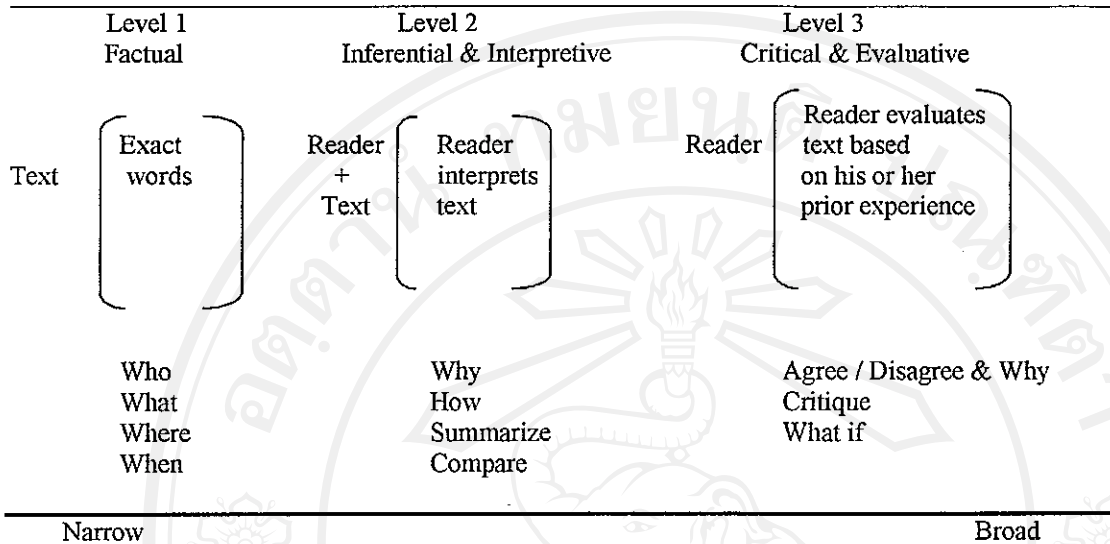 Level 1 Level 2 Level 3
Factual Inferential & Interpretive Critical & Evaluative
Text Exact words
Reader + Text Reader interprets text
Reader Reader evaluates text based on his or her prior experience
Who Why Agree / Disagree & Why
What How Critique
Where Summarize What if
When Compare
Narrow Broad